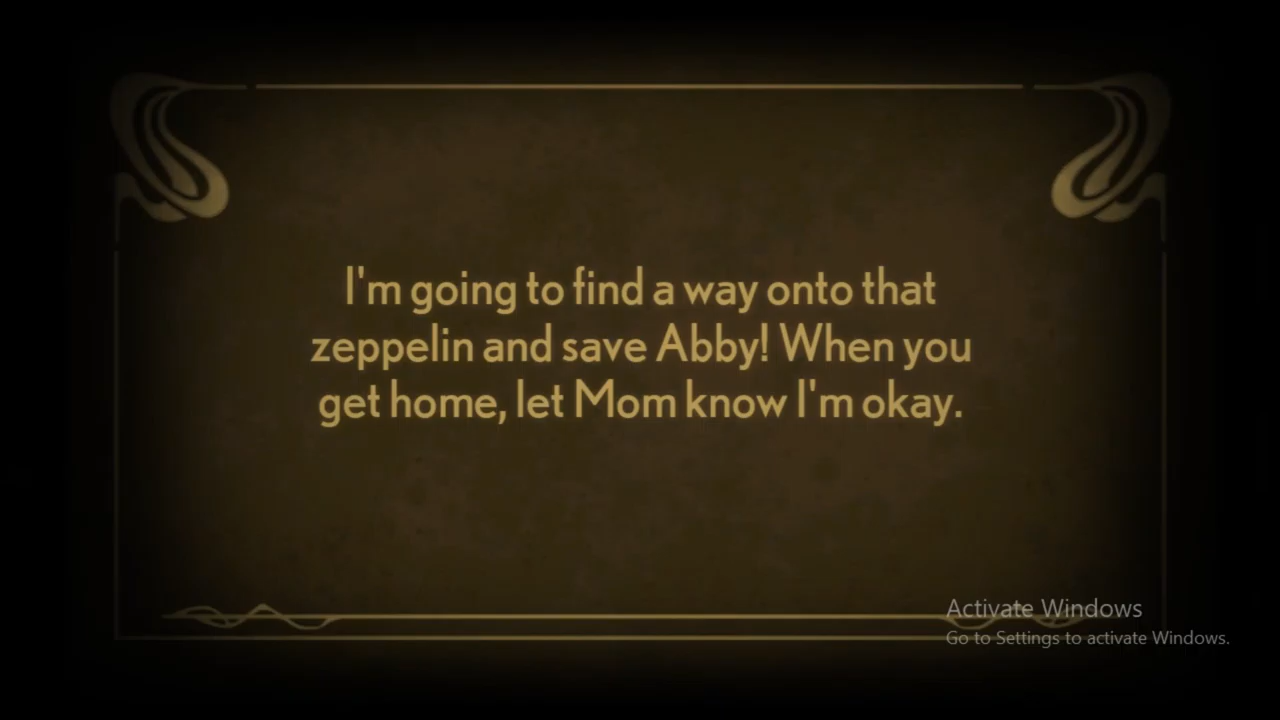 I'm going to find a way onto that
zeppelin and save Abby! When you
get home, let Mom know I'm okay.
Activate Windows
Go to Settings to activate Windows.